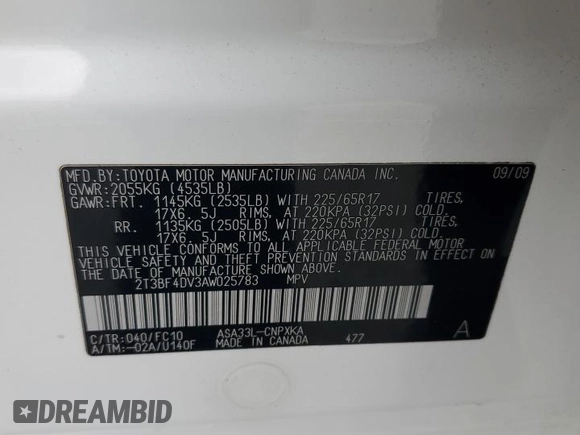 MFD.BY:TOYOTA MOTOR MANUFACTURING CANADA INC. 09/09
GVWR:2055KG (4535LB)
GAWR:FRT. 1145KG (2535LB) WITH 225/65R17
17X6.5J RIMS, AT 220KPA (32PSI) COLD.
RR. 1135KG (2505LB) WITH 225/65R17
17X6.5J RIMS, AT 220KPA (32PSI) COLD.
THIS VEHICLE CONFORMS TO ALL APPLICABLE FEDERAL MOTOR
VEHICLE SAFETY AND THEFT PREVENTION STANDARDS IN EFFECT ON
THE DATE OF MANUFACTURE SHOWN ABOVE.
2T3BF4DV3AW025783 MPV
C/TR:040/FC10 ASA33L-CNPXKA A
A/TM:-02A/U140F MADE IN CANADA 477
DREAMBID